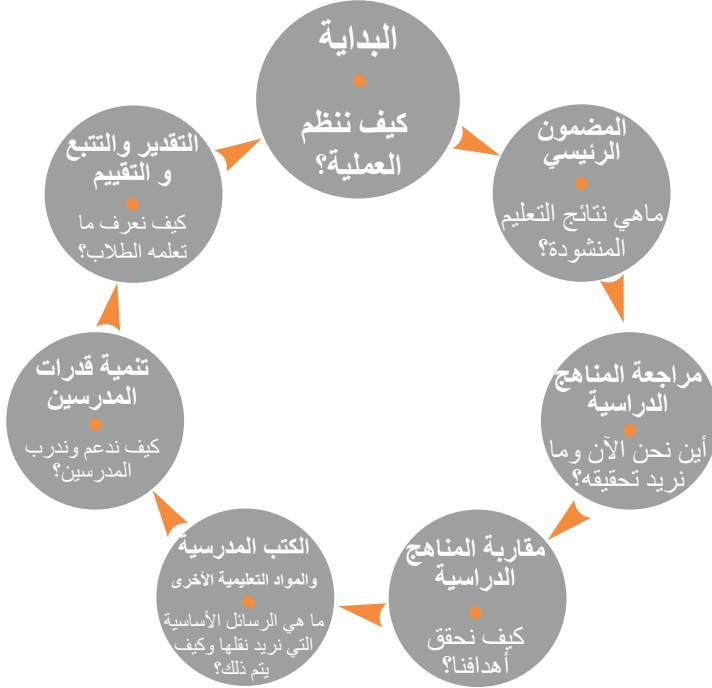 البداية
كيف ننظم
العملية؟
المضمون
الرئيسي
ماهي نتائج التعليم
المنشودة؟
مراجعة المناهج
الدراسية
أين نحن الآن وما
نريد تحقيقه؟
مقاربة المناهج
الدراسية
كيف نحقق
أهدافنا؟
الكتب المدرسية
والمواد التعليمية الأخرى
ما هي الرسائل الأساسية
التي نريد نقلها وكيف
يتم ذلك؟
تنمية قدرات
المدرسين
كيف ندعم وندرب
المدرسين؟
التقدير والتتبع
و التقييم
كيف نعرف ما
تعلمه الطلاب؟